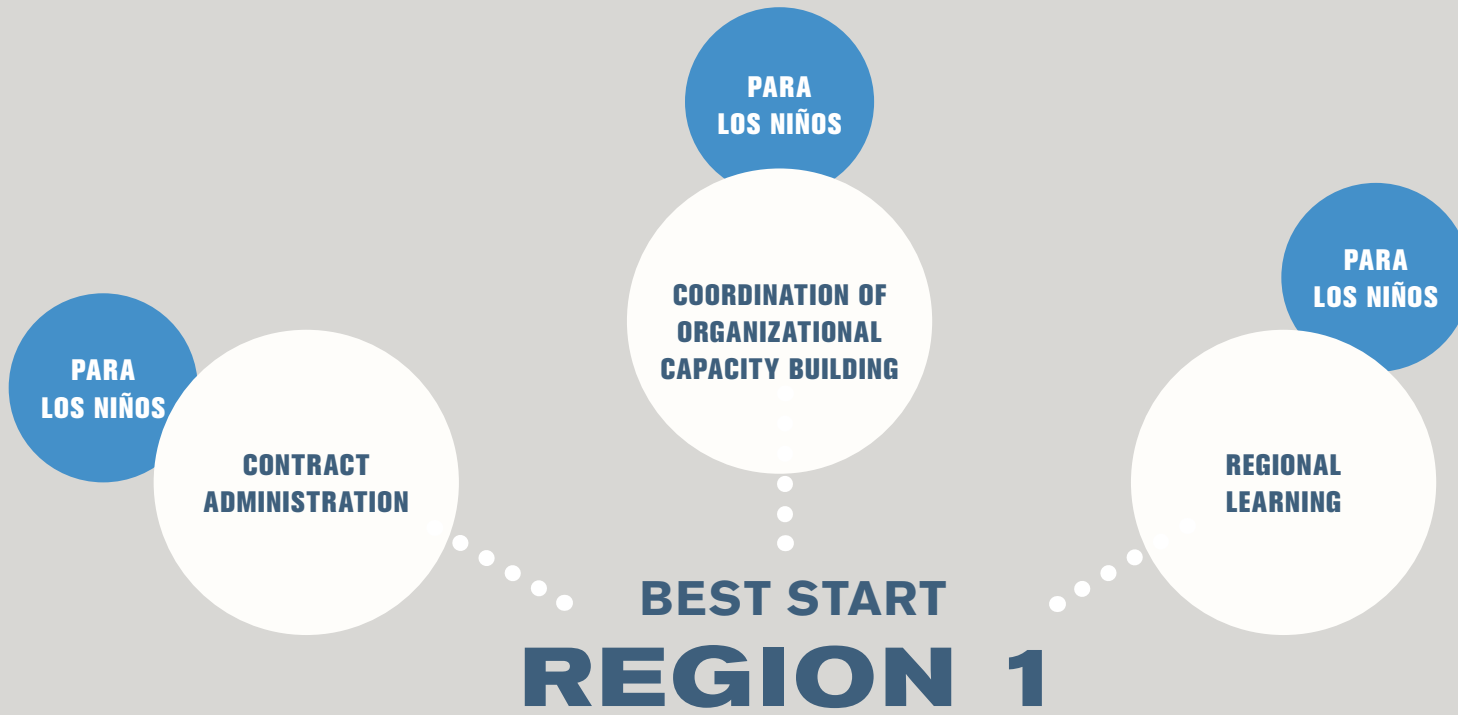 PARA
LOS NIÑOS
COORDINATION OF
ORGANIZATIONAL
CAPACITY BUILDING
PARA
LOS NIÑOS
CONTRACT
ADMINISTRATION
PARA
LOS NIÑOS
REGIONAL
LEARNING
BEST START
REGION 1